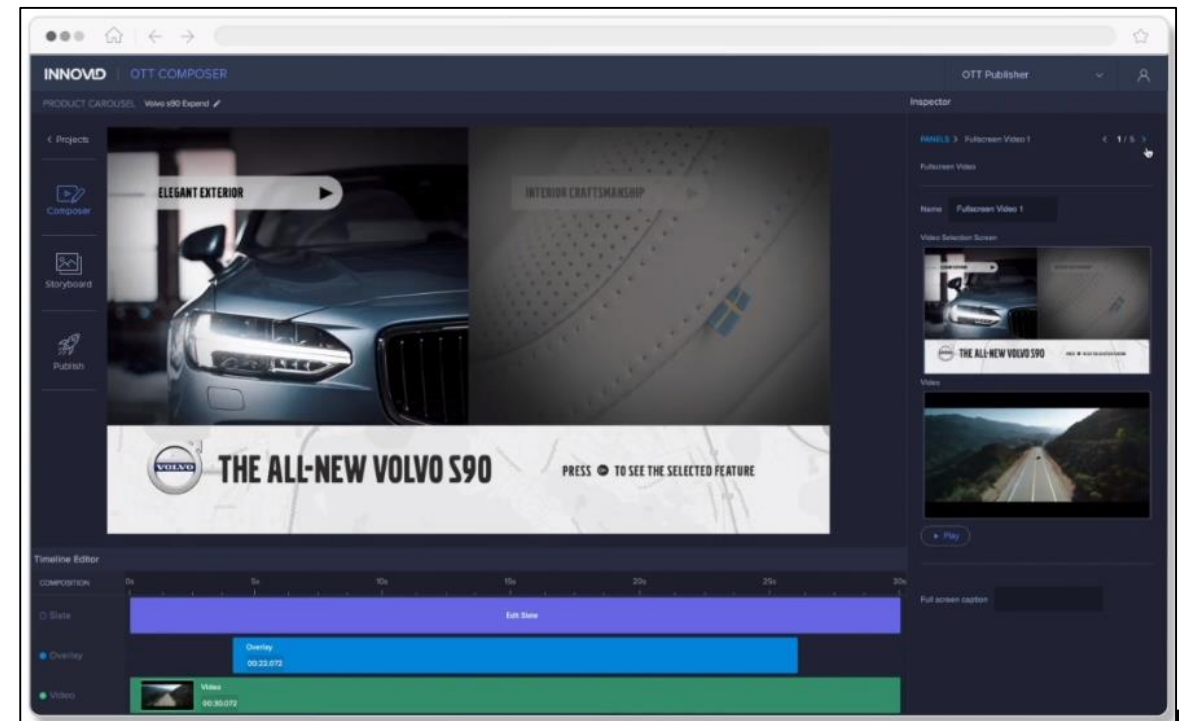 INNOVID OTT COMPOSER OTT Publisher
PRODUCT CAROUSEL Volvo s90 Expend
Inspector
< Projects
Composer
Storyboard
Publish
ELEGANT EXTERIOR
INTERIOR CRAFTSMANSHIP
VOLVO
THE ALL-NEW VOLVO S90
PRESS OK TO SEE THE SELECTED FEATURE
PANELS > Fullscreen Video 1 < 1 / 5 >
Fullscreen Video
Name Fullscreen Video 1
Video Selection Screen
ELEGANT EXTERIOR
THE ALL-NEW VOLVO S90
Video
Play
Full screen caption
Timeline Editor
COMPOSITION 0s 5s 10s 15s 20s 25s 30s
Slate Edit Slate
Overlay Overlay
00:22.072
Video Video
00:30.072